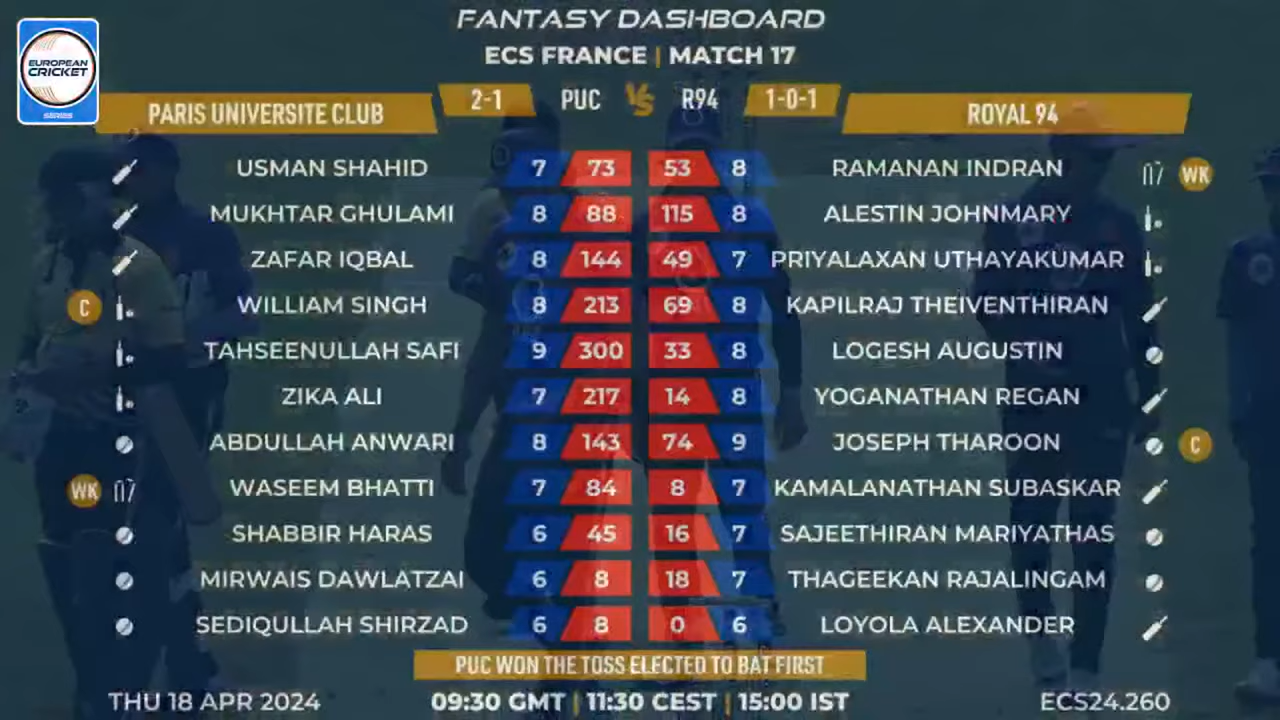 FANTASY DASHBOARD
EUROPEAN
CRICKET
SERIES
ECS FRANCE | MATCH 17
PARIS UNIVERSITE CLUB 2-1 PUC VS R94 1-0-1 ROYAL 94
USMAN SHAHID 7 73 53 8 RAMANAN INDRAN WK
MUKHTAR GHULAMI 8 88 115 8 ALESTIN JOHNMARY
ZAFAR IQBAL 8 144 49 7 PRIYALAXAN UTHAYAKUMAR
C WILLIAM SINGH 8 213 69 8 KAPILRAJ THEIVENTHIRAN
TAHSEENULLAH SAFI 9 300 33 8 LOGESH AUGUSTIN
ZIKA ALI 7 217 14 8 YOGANATHAN REGAN
ABDULLAH ANWARI 8 143 74 9 JOSEPH THAROON C
WK WASEEM BHATTI 7 84 8 7 KAMALANATHAN SUBASKAR
SHABBIR HARAS 6 45 16 7 SAJEETHIRAN MARIYATHAS
MIRWAIS DAWLATZAI 6 8 18 7 THAGEEKAN RAJALINGAM
SEDIQULLAH SHIRZAD 6 8 0 6 LOYOLA ALEXANDER
PUC WON THE TOSS ELECTED TO BAT FIRST
THU 18 APR 2024 09:30 GMT | 11:30 CEST | 15:00 IST ECS24.260